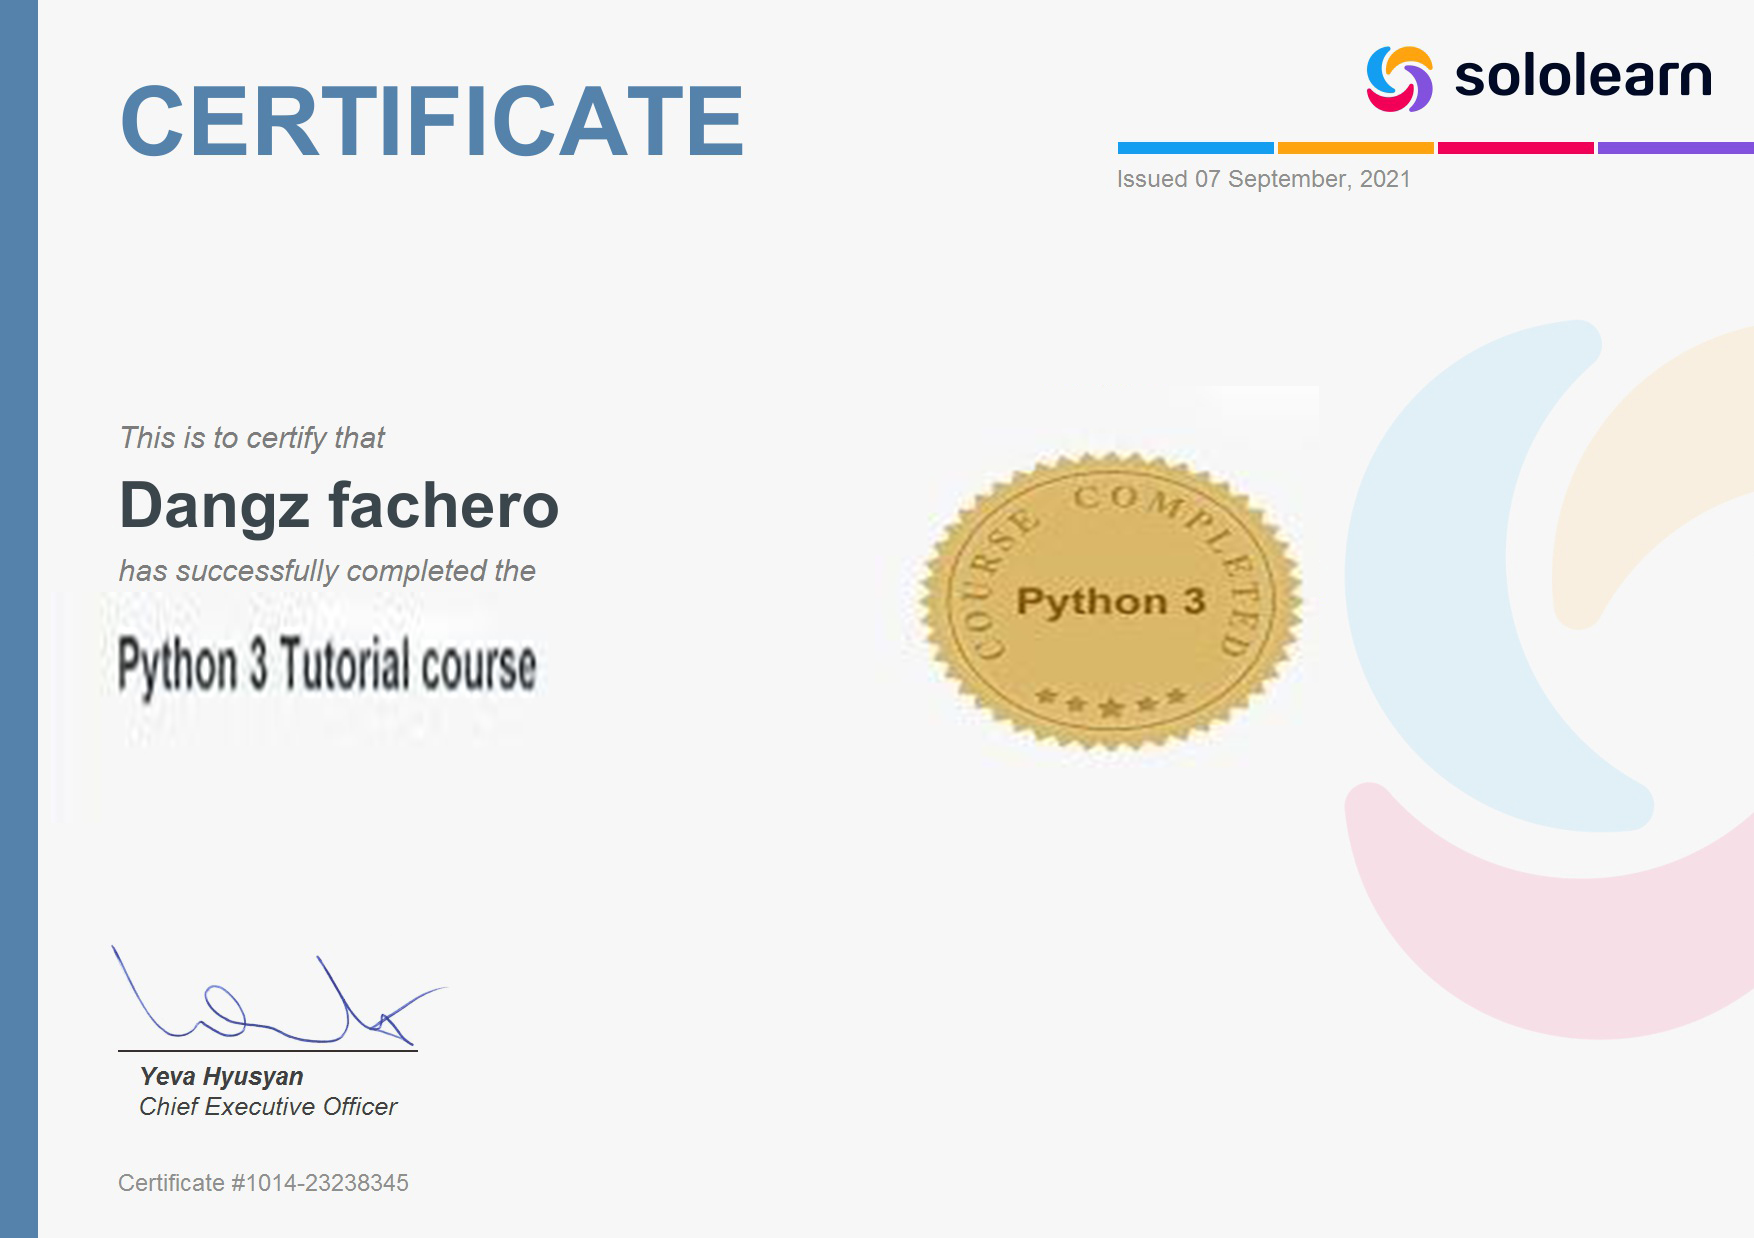 CERTIFICATE
sololearn
Issued 07 September, 2021
This is to certify that
Dangz fachero
has successfully completed the
Python 3 Tutorial course
COURSE COMPLETED
Python 3
Yeva Hyusyan
Chief Executive Officer
Certificate #1014-23238345